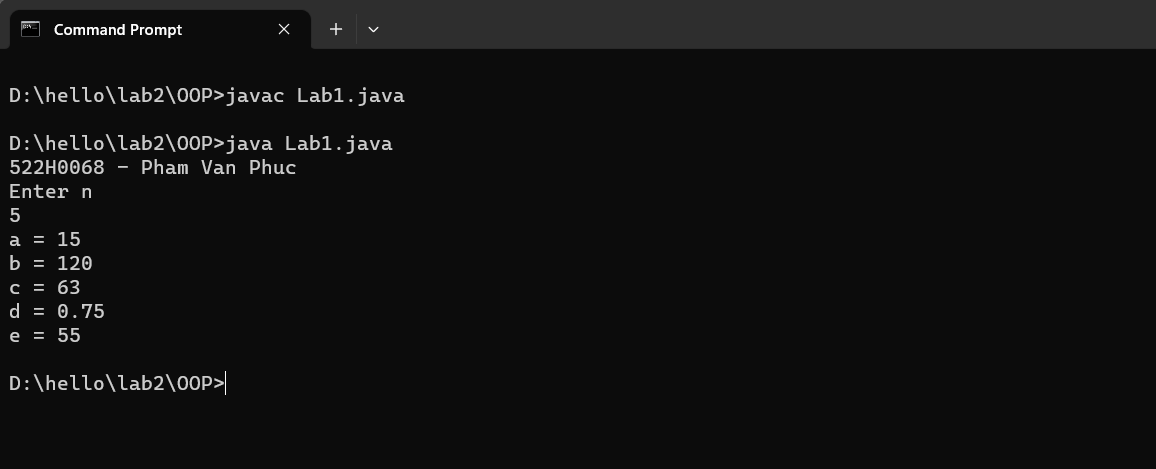 Command Prompt
D:\hello\lab2\OOP>javac Lab1.java
D:\hello\lab2\OOP>java Lab1.java
522H0068 - Pham Van Phuc
Enter n
5
a = 15
b = 120
c = 63
d = 0.75
e = 55
D:\hello\lab2\OOP>